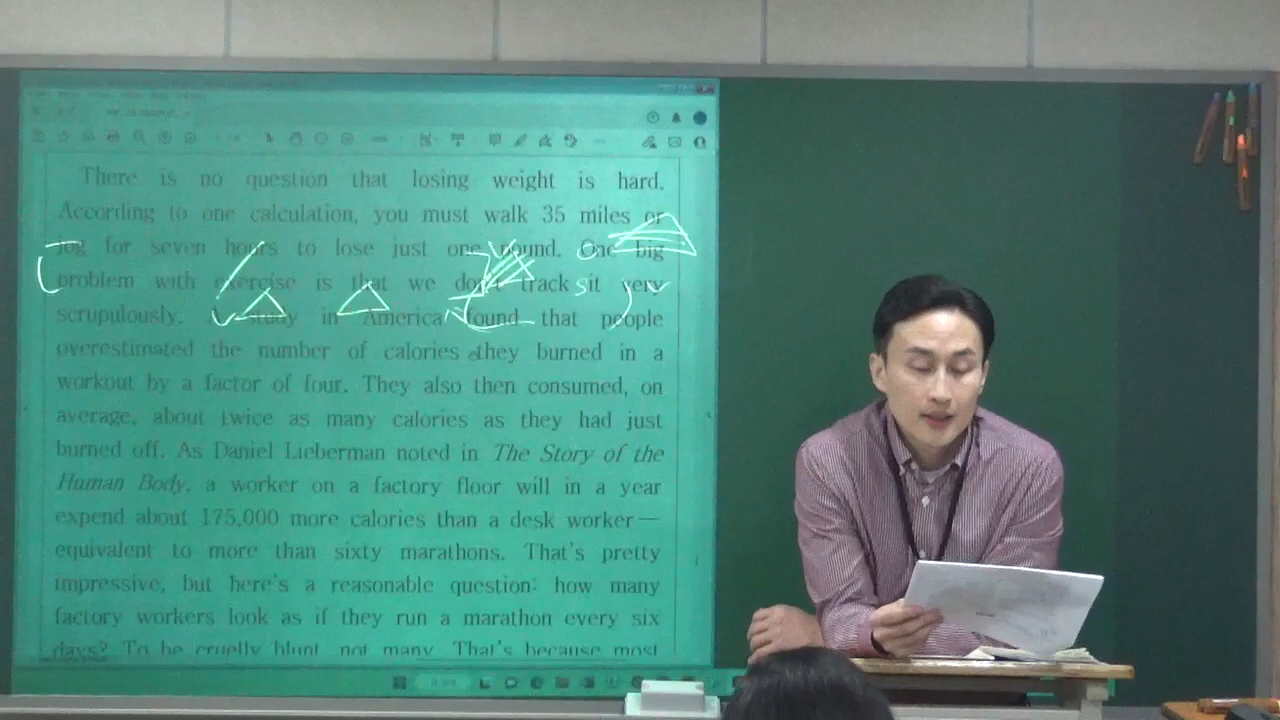 There is no question that losing weight is hard.
According to one calculation, you must walk 35 miles or
jog for seven hours to lose just one pound. One big
problem with exercise is that we don't track sit very
scrupulously. A study in America found that people
overestimated the number of calories they burned in a
workout by a factor of four. They also then consumed, on
average, about twice as many calories as they had just
burned off. As Daniel Lieberman noted in The Story of the
Human Body, a worker on a factory floor will in a year
expend about 175,000 more calories than a desk worker—
equivalent to more than sixty marathons. That's pretty
impressive, but here's a reasonable question: how many
factory workers look as if they run a marathon every six
days? To be cruelly blunt, not many. That's because most